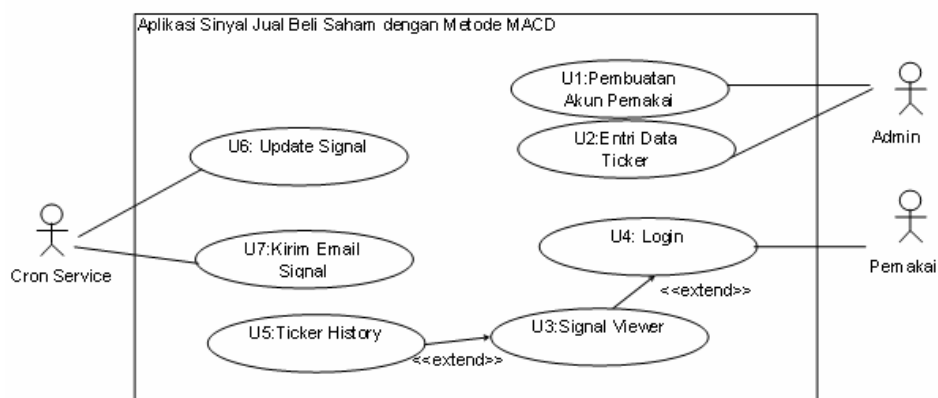 Aplikasi Sinyal Jual Beli Saham dengan Metode MACD
U1:Pembuatan
Akun Pemakai
U2:Entri Data
Ticker
Admin
U6: Update Signal
U4: Login
U7:Kirim Email
Signal
Cron Service
Pemakai
<<extend>>
U5:Ticker History
U3:Signal Viewer
<<extend>>